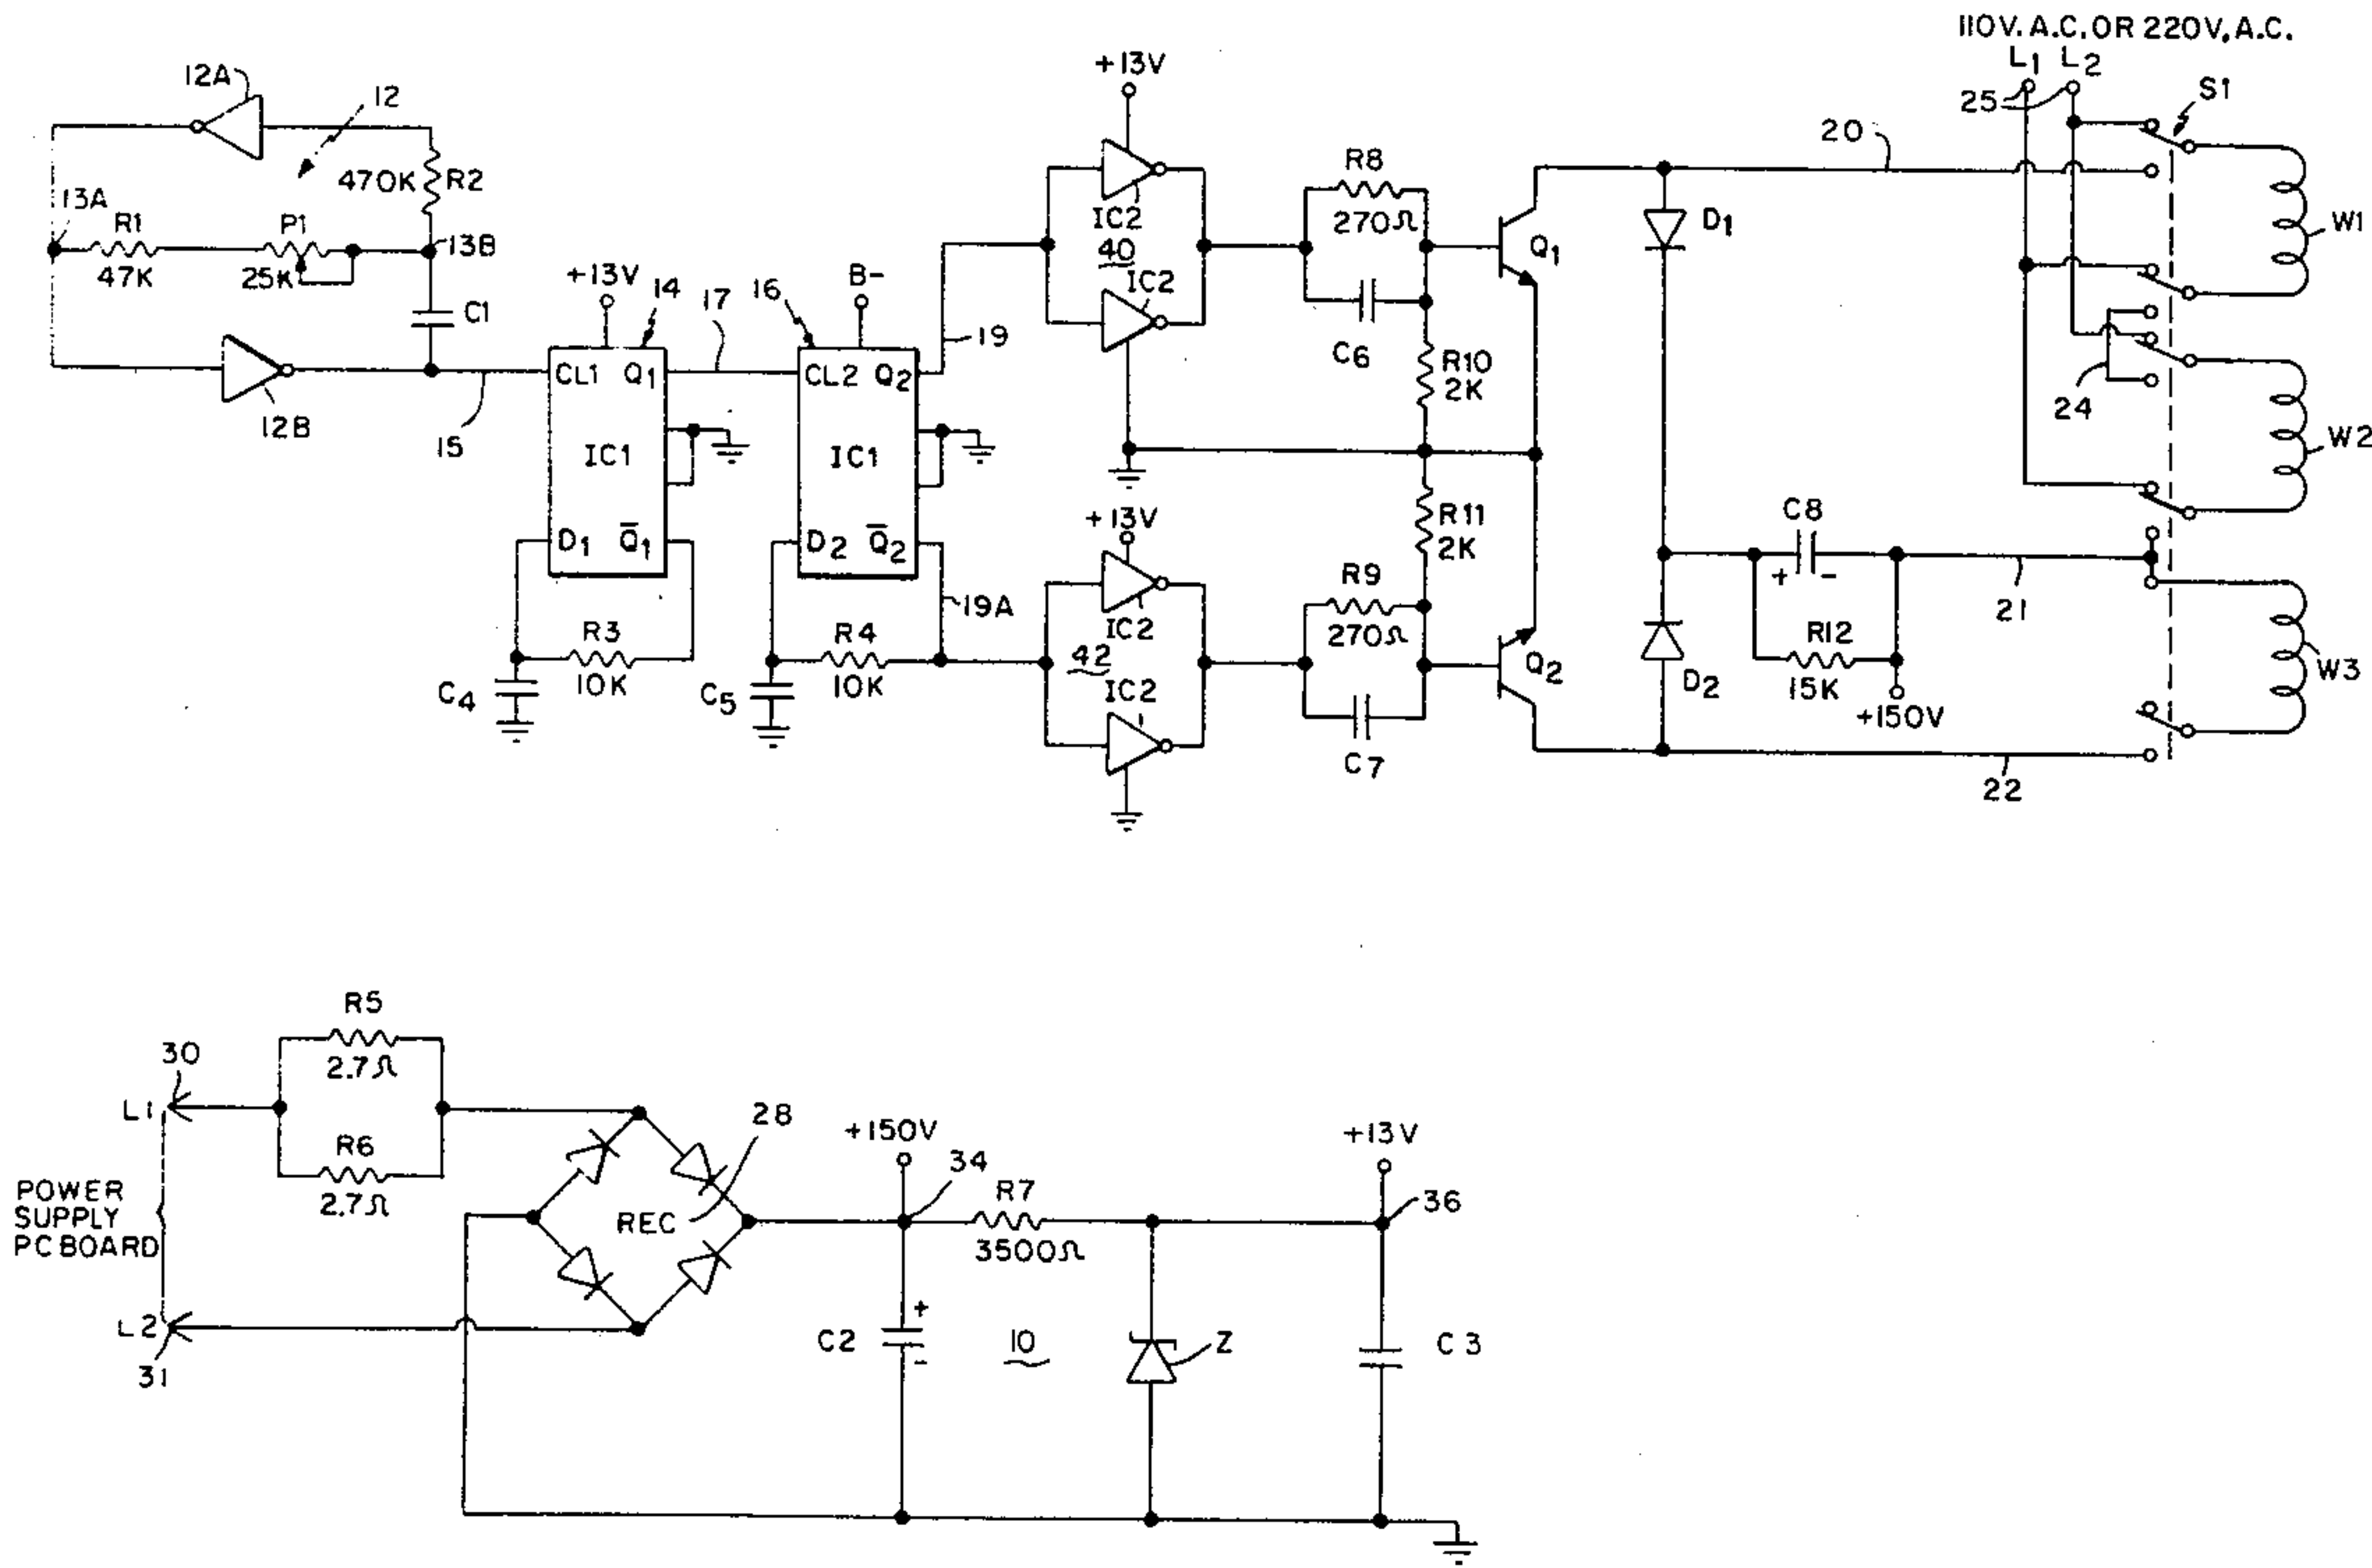 110V. A.C. OR 220V. A.C.
L1 L2
25
S1
12A
12
+13V
20
470K R2
R8
270Ω
IC2
40
IC2
13A
R1
P1
13B
47K
25K
C1
Q1
D1
W1
+13V
14
17
16
B-
19
C6
R10
2K
24
CL1 Q1
CL2 Q2
12B
15
IC1
IC1
W2
R11
2K
+13V
C8
+ -
D1 Q̅1
D2 Q̅2
19A
IC2
R9
270Ω
21
R3
10K
R4
10K
42
IC2
Q2
D2
R12
15K
+150V
W3
C4
C5
C7
22
R5
2.7Ω
30
L1
R6
2.7Ω
28
REC
+150V
34
R7
3500Ω
+13V
36
POWER
SUPPLY
PC BOARD
L2
31
C2
+
-
10
Z
C3